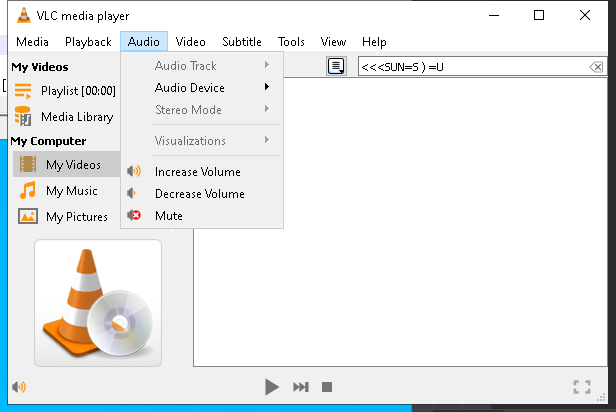 VLC media player
Media Playback Audio Video Subtitle Tools View Help
My Videos
Playlist [00:00]
Media Library
My Computer
My Videos
My Music
My Pictures
Audio Track
Audio Device
Stereo Mode
Visualizations
Increase Volume
Decrease Volume
Mute
<<<SUN=S ) =U